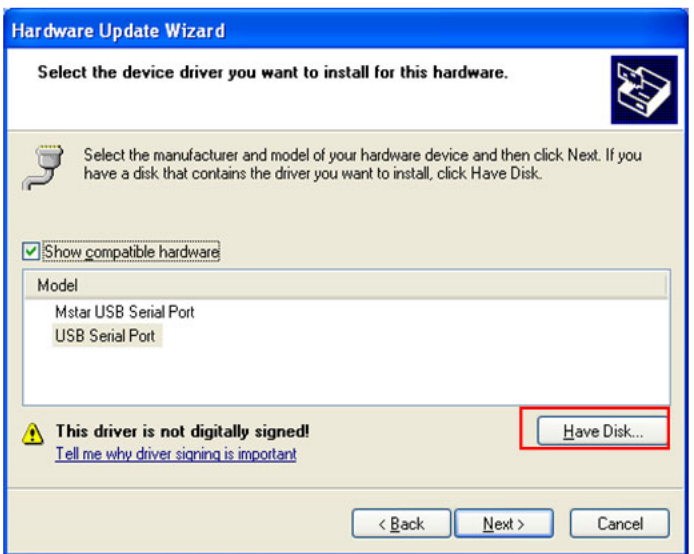 Hardware Update Wizard
Select the device driver you want to install for this hardware.
Select the manufacturer and model of your hardware device and then click Next. If you
have a disk that contains the driver you want to install, click Have Disk.
Show compatible hardware
Model
Mstar USB Serial Port
USB Serial Port
This driver is not digitally signed!
Have Disk...
Tell me why driver signing is important
< Back
Next >
Cancel